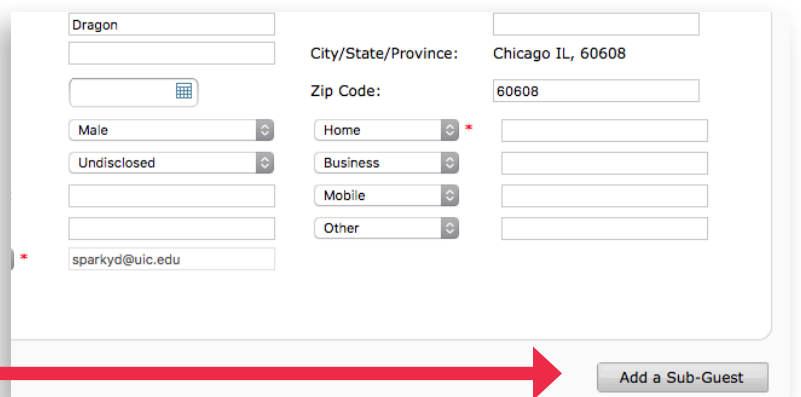 Dragon
City/State/Province: Chicago IL, 60608
Zip Code: 60608
Male Home *
Undisclosed Business
Mobile
Other
* sparkyd@uic.edu
Add a Sub-Guest